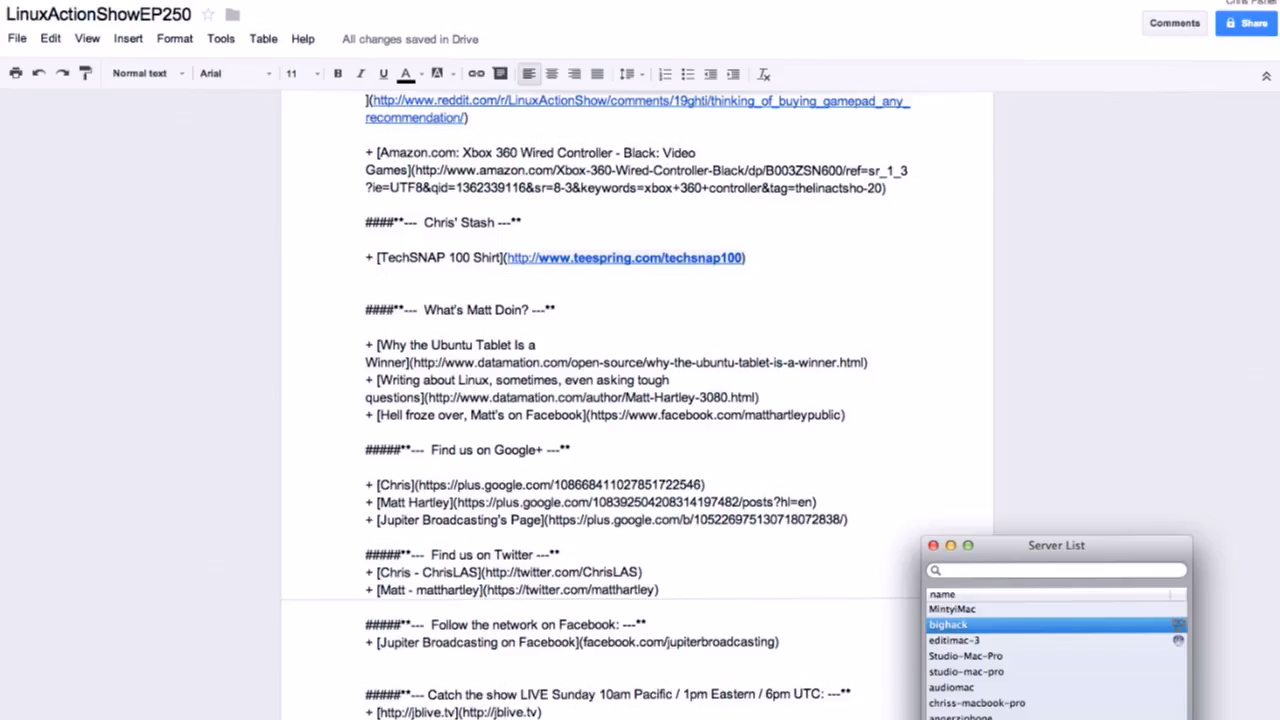 LinuxActionShowEP250
File Edit View Insert Format Tools Table Help All changes saved in Drive
Comments
Share
Normal text Arial 11 B I U A A
](http://www.reddit.com/r/LinuxActionShow/comments/19ghti/thinking_of_buying_gamepad_any_
recommendation/)
+ [Amazon.com: Xbox 360 Wired Controller - Black: Video
Games](http://www.amazon.com/Xbox-360-Wired-Controller-Black/dp/B003ZSN600/ref=sr_1_3
?ie=UTF8&qid=1362339116&sr=8-3&keywords=xbox+360+controller&tag=thelinactsho-20)
####**--- Chris' Stash ---**
+ [TechSNAP 100 Shirt](http://www.teespring.com/techsnap100)
####**--- What's Matt Doin? ---**
+ [Why the Ubuntu Tablet Is a
Winner](http://www.datamation.com/open-source/why-the-ubuntu-tablet-is-a-winner.html)
+ [Writing about Linux, sometimes, even asking tough
questions](http://www.datamation.com/author/Matt-Hartley-3080.html)
+ [Hell froze over, Matt's on Facebook](https://www.facebook.com/matthartleypublic)
#####**--- Find us on Google+ ---**
+ [Chris](https://plus.google.com/108668411027851722546)
+ [Matt Hartley](https://plus.google.com/108392504208314197482/posts?hl=en)
+ [Jupiter Broadcasting's Page](https://plus.google.com/b/105226975130718072838/)
#####**--- Find us on Twitter ---**
+ [Chris - ChrisLAS](http://twitter.com/ChrisLAS)
+ [Matt - matthartley](https://twitter.com/matthartley)
#####**--- Follow the network on Facebook: ---**
+ [Jupiter Broadcasting on Facebook](facebook.com/jupiterbroadcasting)
#####**--- Catch the show LIVE Sunday 10am Pacific / 1pm Eastern / 6pm UTC: ---**
+ [http://jblive.tv](http://jblive.tv)
Server List
name
MintyiMac
bighack
editimac-3
Studio-Mac-Pro
studio-mac-pro
audiomac
chriss-macbook-pro